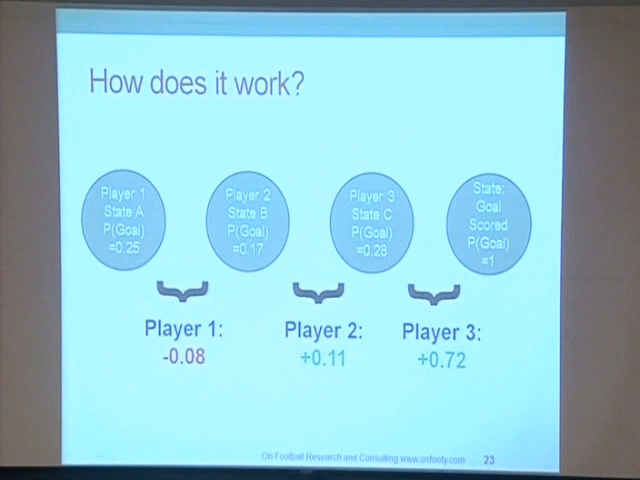 How does it work?
Player 1
State A
P(Goal)
=0.25
Player 2
State B
P(Goal)
=0.17
Player 3
State C
P(Goal)
=0.28
State:
Goal
Scored
P(Goal)
=1
Player 1:
-0.08
Player 2:
+0.11
Player 3:
+0.72
On Football Research and Consulting www.onfooty.com
23